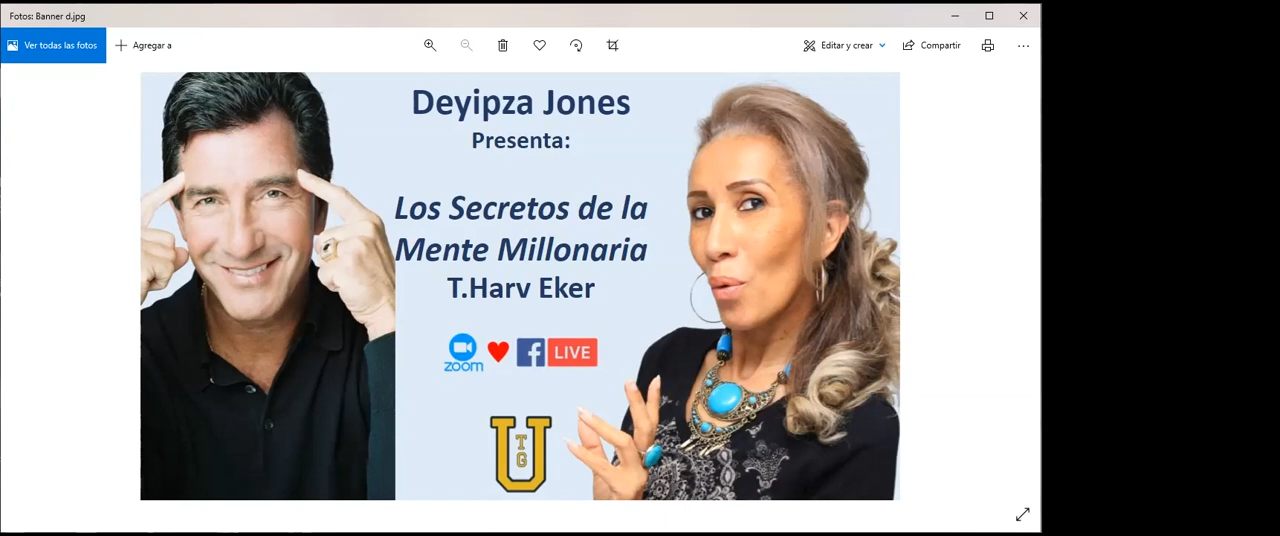 Fotos: Banner d.jpg
Ver todas las fotos
Agregar a
Editar y crear
Compartir
Deyipza Jones
Presenta:
Los Secretos de la
Mente Millonaria
T.Harv Eker
zoom
f LIVE
U
T
G